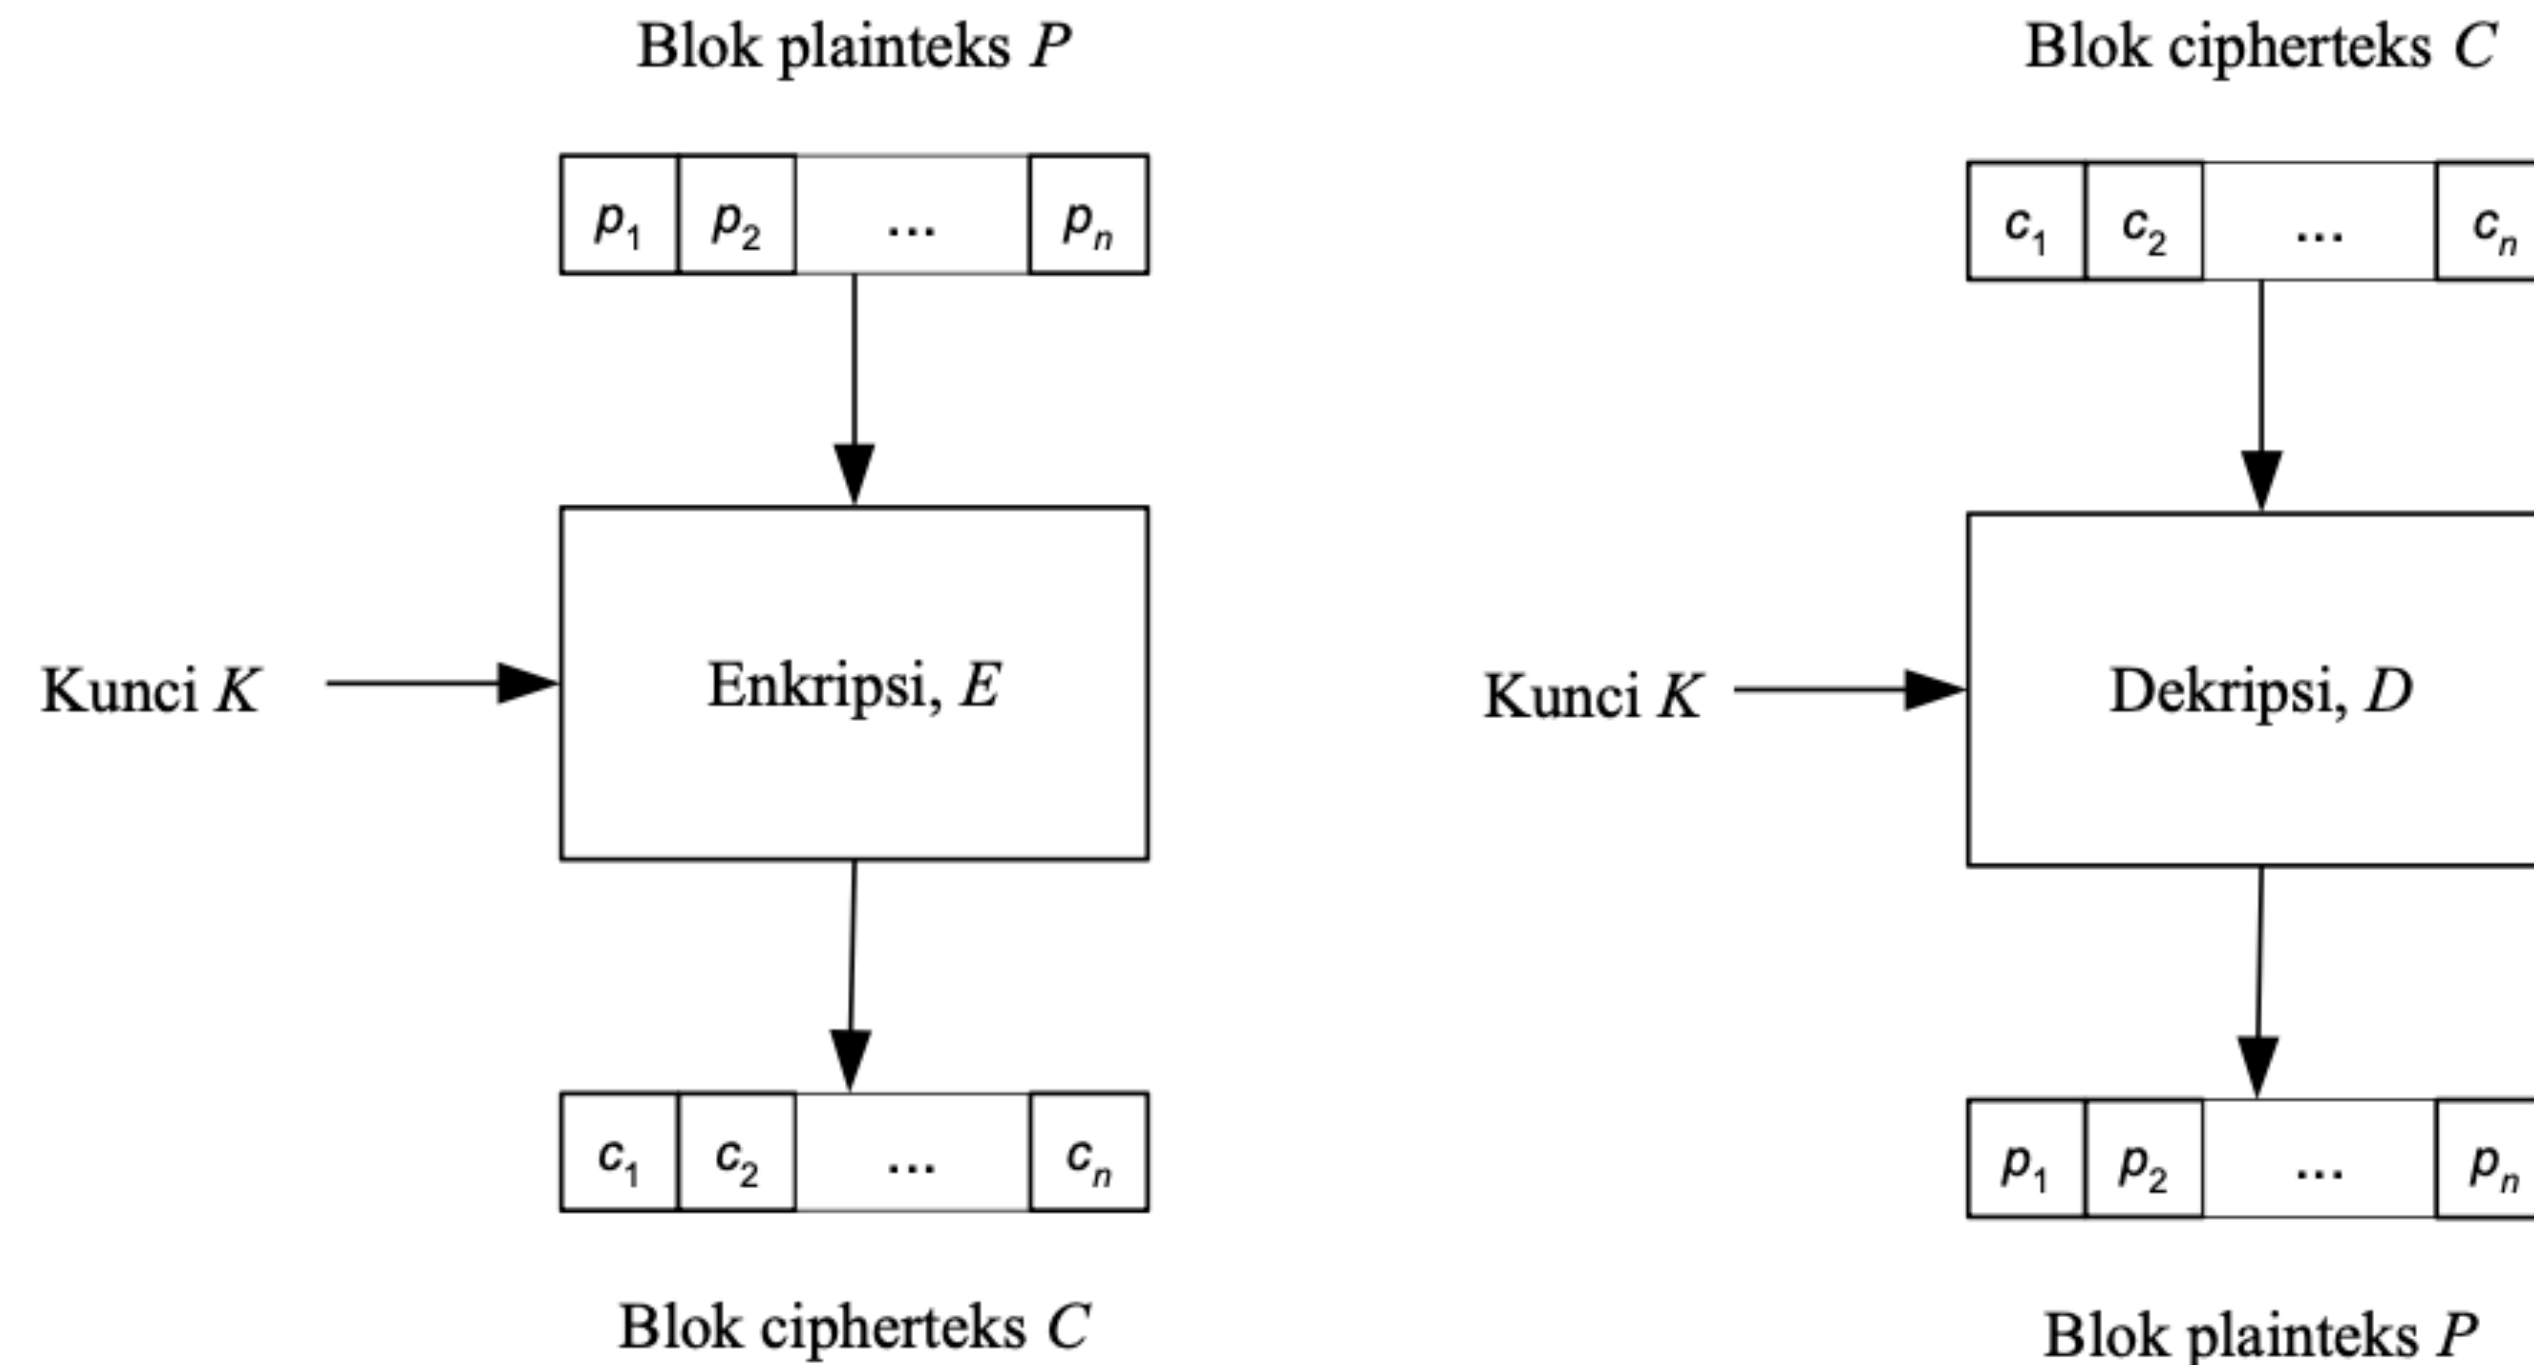 Blok plainteks P
p1 p2 ... pn
Kunci K
Enkripsi, E
c1 c2 ... cn
Blok cipherteks C
Blok cipherteks C
c1 c2 ... cn
Kunci K
Dekripsi, D
p1 p2 ... pn
Blok plainteks P